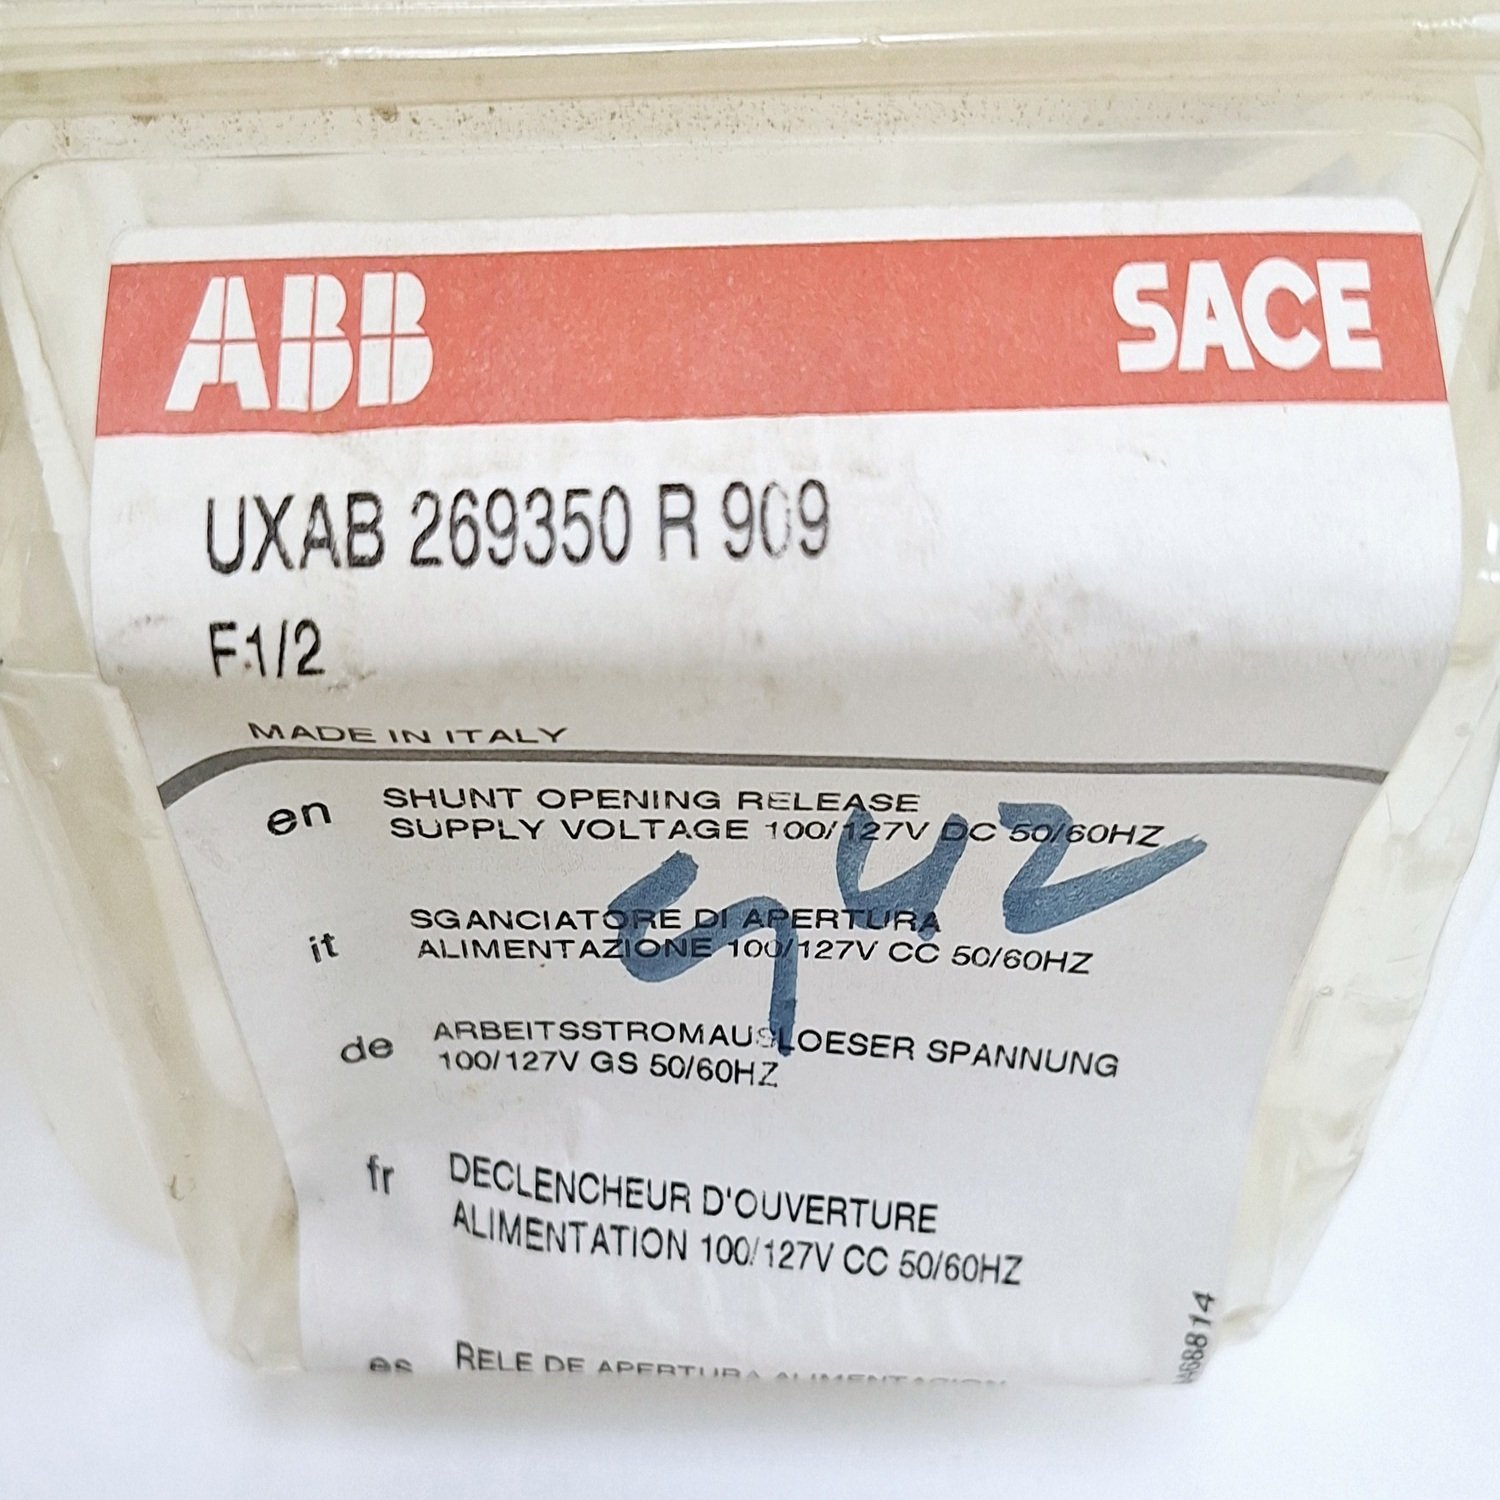 ABB SACE
UXAB 269350 R 909
F1/2
MADE IN ITALY
en SHUNT OPENING RELEASE
SUPPLY VOLTAGE 100/127V DC 50/60HZ
it SGANCIATORE DI APERTURA
ALIMENTAZIONE 100/127V CC 50/60HZ
de ARBEITSSTROMAUSLOESER SPANNUNG
100/127V GS 50/60HZ
fr DECLENCHEUR D'OUVERTURE
ALIMENTATION 100/127V CC 50/60HZ
es RELE DE APERTURA ALIMENTACION